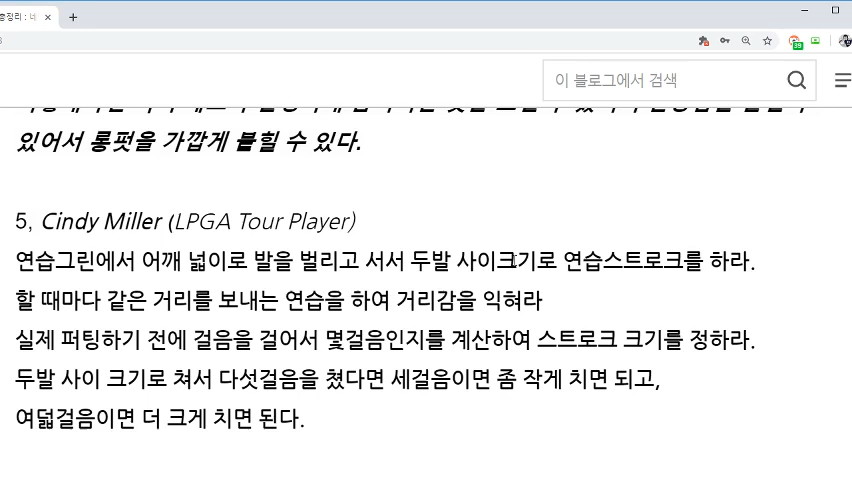 이 블로그에서 검색
39
있어서 롱펏을 가깝게 붙힐 수 있다.
5, Cindy Miller (LPGA Tour Player)
연습그린에서 어깨 넓이로 발을 벌리고 서서 두발 사이크기로 연습스트로크를 하라.
할 때마다 같은 거리를 보내는 연습을 하여 거리감을 익혀라
실제 퍼팅하기 전에 걸음을 걸어서 몇걸음인지를 계산하여 스트로크 크기를 정하라.
두발 사이 크기로 쳐서 다섯걸음을 쳤다면 세걸음이면 좀 작게 치면 되고,
여덟걸음이면 더 크게 치면 된다.